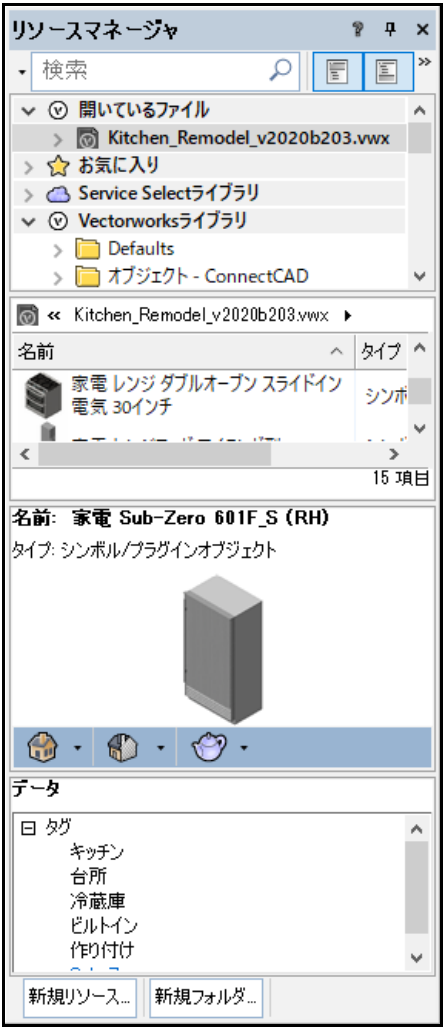 リソースマネージャ
検索
開いているファイル
Kitchen_Remodel_v2020b203.vwx
お気に入り
Service Selectライブラリ
Vectorworksライブラリ
Defaults
オブジェクト - ConnectCAD
« Kitchen_Remodel_v2020b203.vwx
名前 タイプ
家電 レンジ ダブルオーブン スライドイン
電気 30インチ
シンボ
15 項目
名前: 家電 Sub-Zero 601F_S (RH)
タイプ: シンボル/プラグインオブジェクト
データ
タグ
キッチン
台所
冷蔵庫
ビルトイン
作り付け
新規リソース... 新規フォルダ...